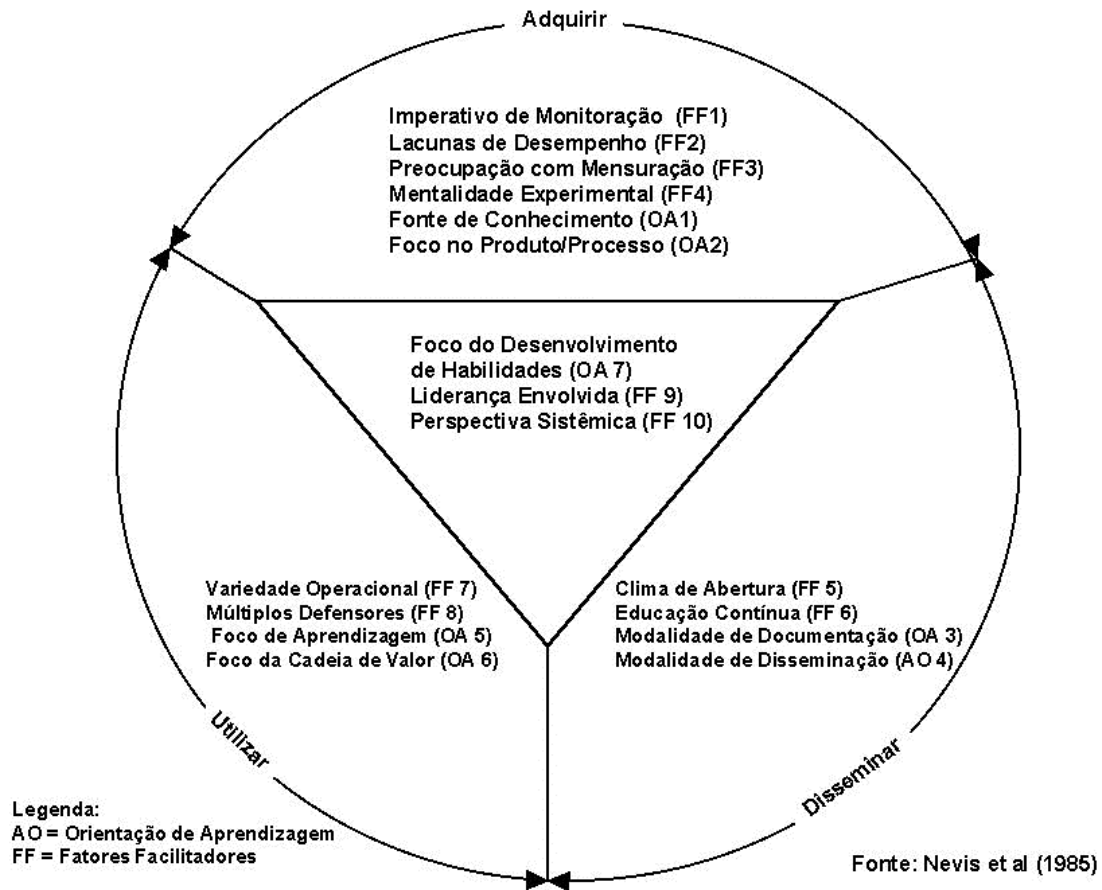 Adquirir
Imperativo de Monitoração (FF1)
Lacunas de Desempenho (FF2)
Preocupação com Mensuração (FF3)
Mentalidade Experimental (FF4)
Fonte de Conhecimento (OA1)
Foco no Produto/Processo (OA2)
Foco do Desenvolvimento
de Habilidades (OA 7)
Liderança Envolvida (FF 9)
Perspectiva Sistêmica (FF 10)
Variedade Operacional (FF 7)
Múltiplos Defensores (FF 8)
Foco de Aprendizagem (OA 5)
Foco da Cadeia de Valor (OA 6)
Clima de Abertura (FF 5)
Educação Contínua (FF 6)
Modalidade de Documentação (OA 3)
Modalidade de Disseminação (AO 4)
Utilizar
Disseminar
Legenda:
AO = Orientação de Aprendizagem
FF = Fatores Facilitadores
Fonte: Nevis et al (1985)